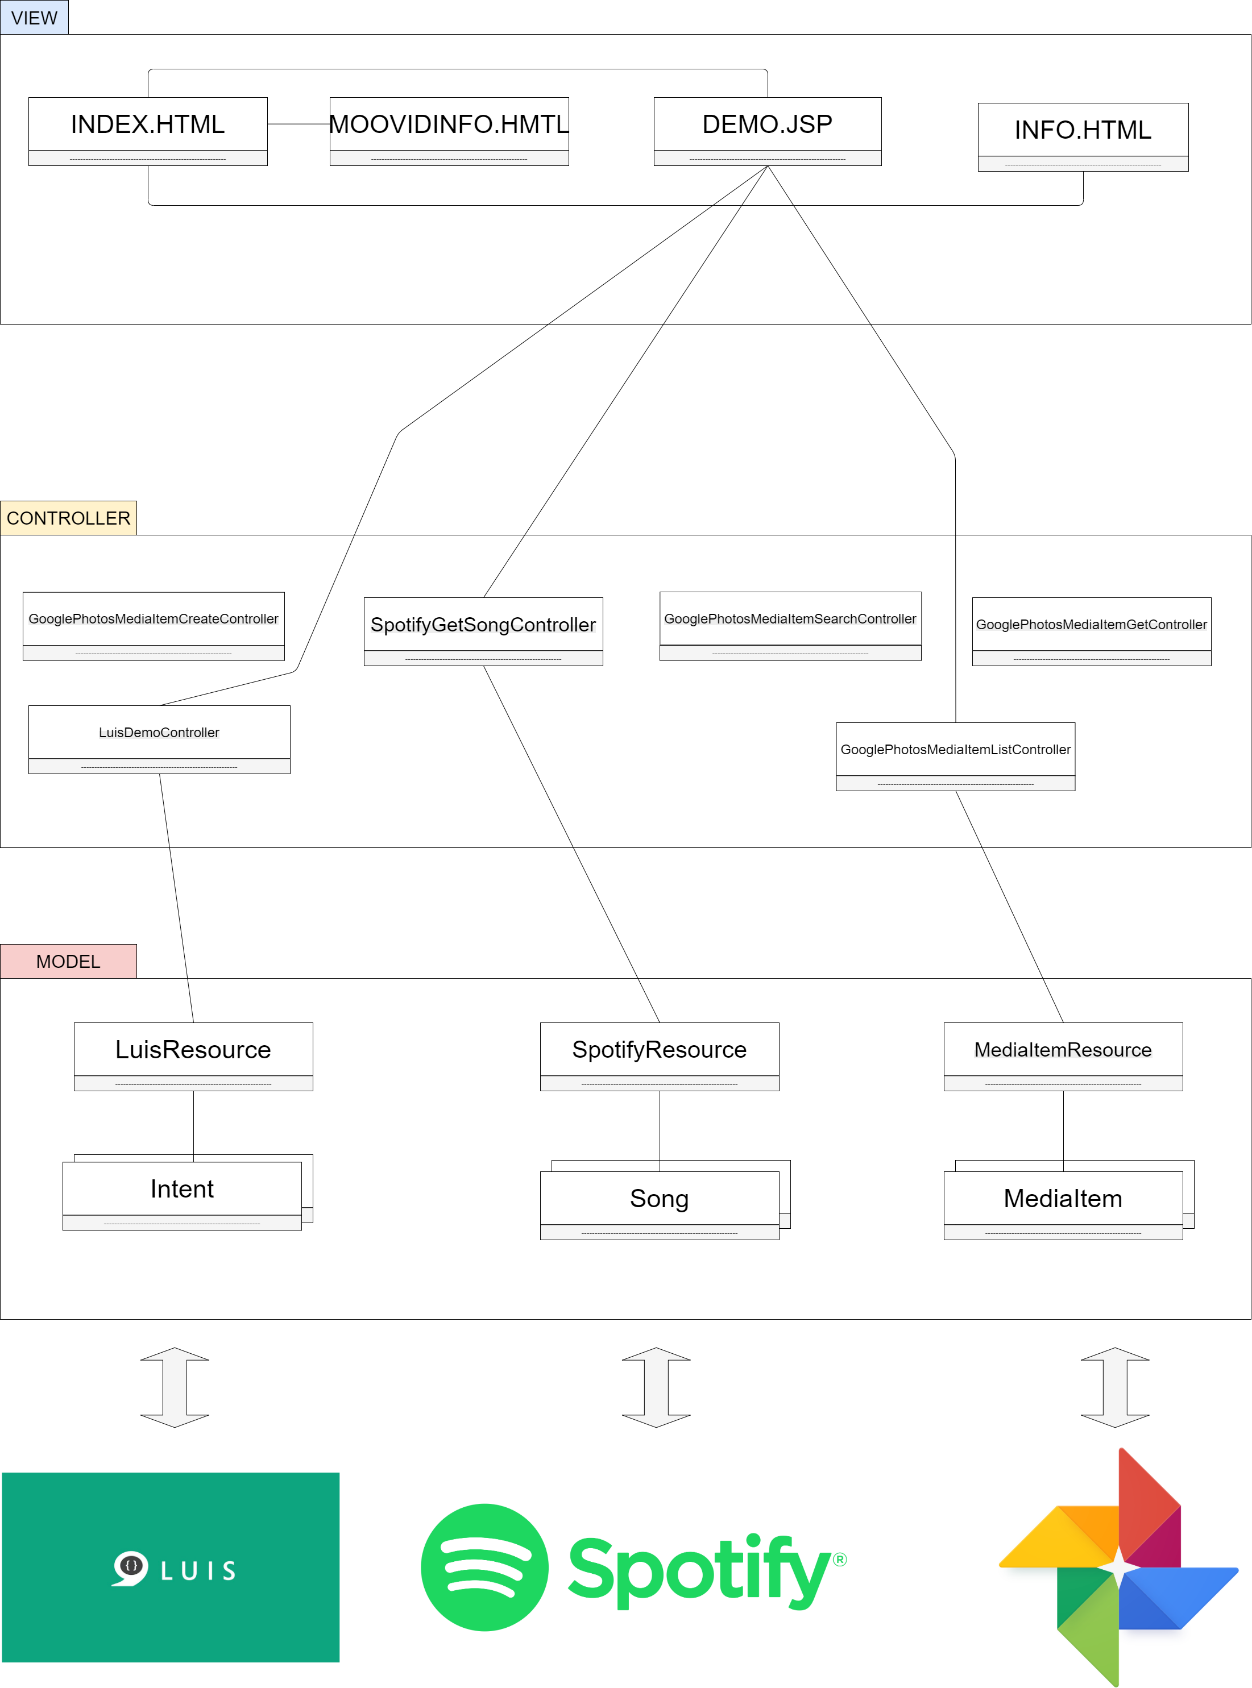 VIEW
INDEX.HTML
MOOVIDINFO.HMTL
DEMO.JSP
INFO.HTML
CONTROLLER
GooglePhotosMediaItemCreateController
SpotifyGetSongController
GooglePhotosMediaItemSearchController
GooglePhotosMediaItemGetController
LuisDemoController
GooglePhotosMediaItemListController
MODEL
LuisResource
SpotifyResource
MediaItemResource
Intent
Song
MediaItem
{} LUIS
Spotify®